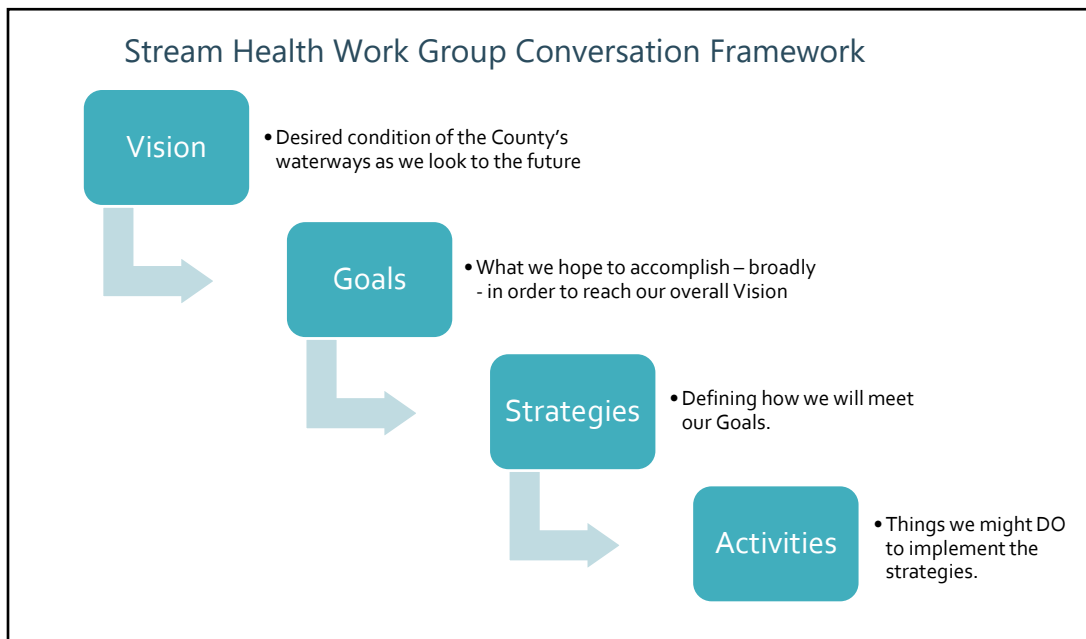 Stream Health Work Group Conversation Framework
Vision
• Desired condition of the County’s
waterways as we look to the future
Goals
• What we hope to accomplish – broadly
- in order to reach our overall Vision
Strategies
• Defining how we will meet
our Goals.
Activities
• Things we might DO
to implement the
strategies.